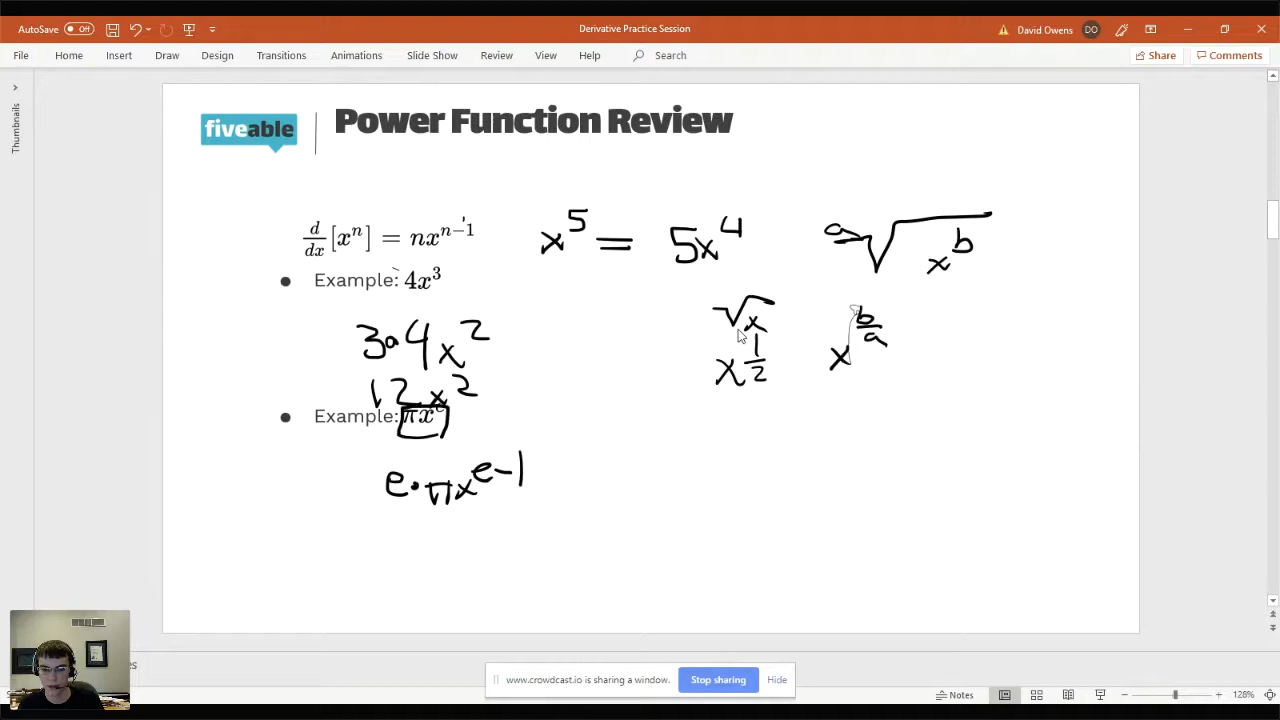 AutoSave Off
Derivative Practice Session
David Owens DO
File Home Insert Draw Design Transitions Animations Slide Show Review View Help Search
Share Comments
Thumbnails
fiveable
Power Function Review
d/dx [x^n] = nx^{n-1}
x^5 = 5x^4
a√x^b
• Example: 4x^3
√x
3•4x^2
x^{1/2}
x^{b/a}
12x^2
• Example: πx^e
e•πx^{e-1}
www.crowdcast.io is sharing a window. Stop sharing Hide
Notes
128%